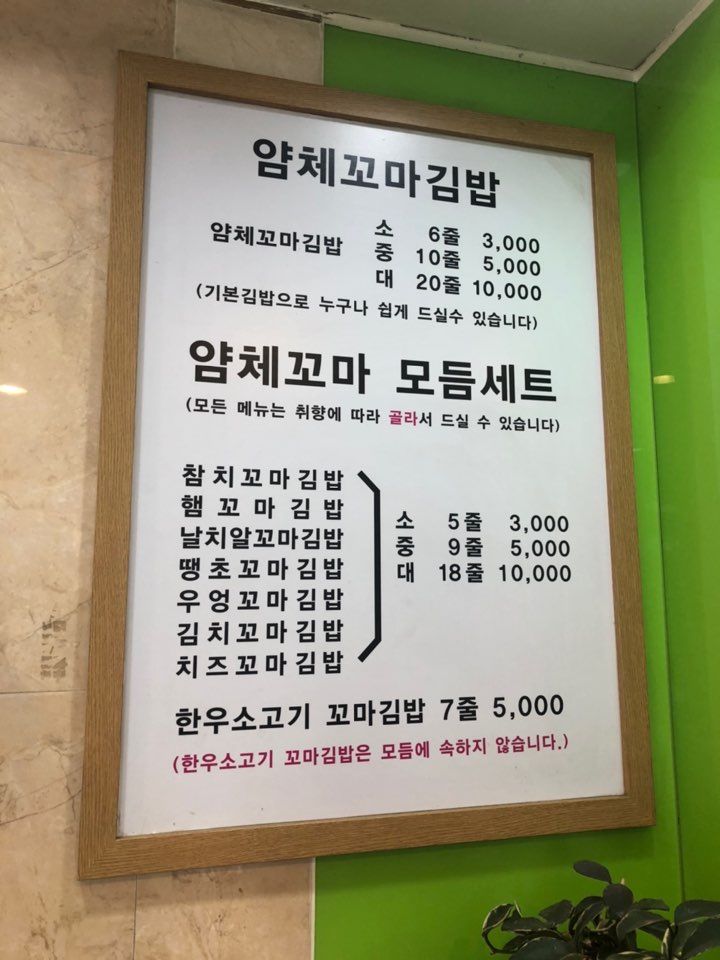 얌체꼬마김밥
얌체꼬마김밥 소 6줄 3,000
중 10줄 5,000
대 20줄 10,000
(기본김밥으로 누구나 쉽게 드실수 있습니다)
얌체꼬마 모듬세트
(모든 메뉴는 취향에 따라 골라서 드실 수 있습니다)
참치꼬마김밥
햄꼬마김밥
날치알꼬마김밥
땡초꼬마김밥
우엉꼬마김밥
김치꼬마김밥
치즈꼬마김밥
소 5줄 3,000
중 9줄 5,000
대 18줄 10,000
한우소고기 꼬마김밥 7줄 5,000
(한우소고기 꼬마김밥은 모듬에 속하지 않습니다.)